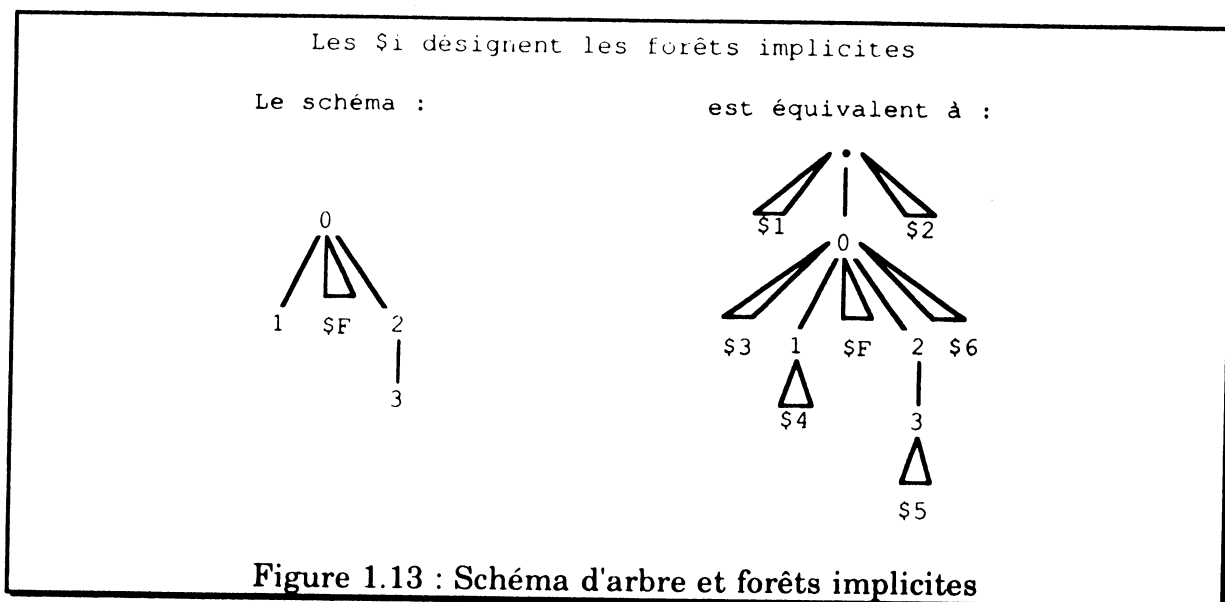 Les $i désignent les forêts implicites
Le schéma :
est équivalent à :
$1 $2
0
0
1 $F 2
$3 1 $F 2 $6
3
$4 3
$5
Figure 1.13 : Schéma d'arbre et forêts implicites